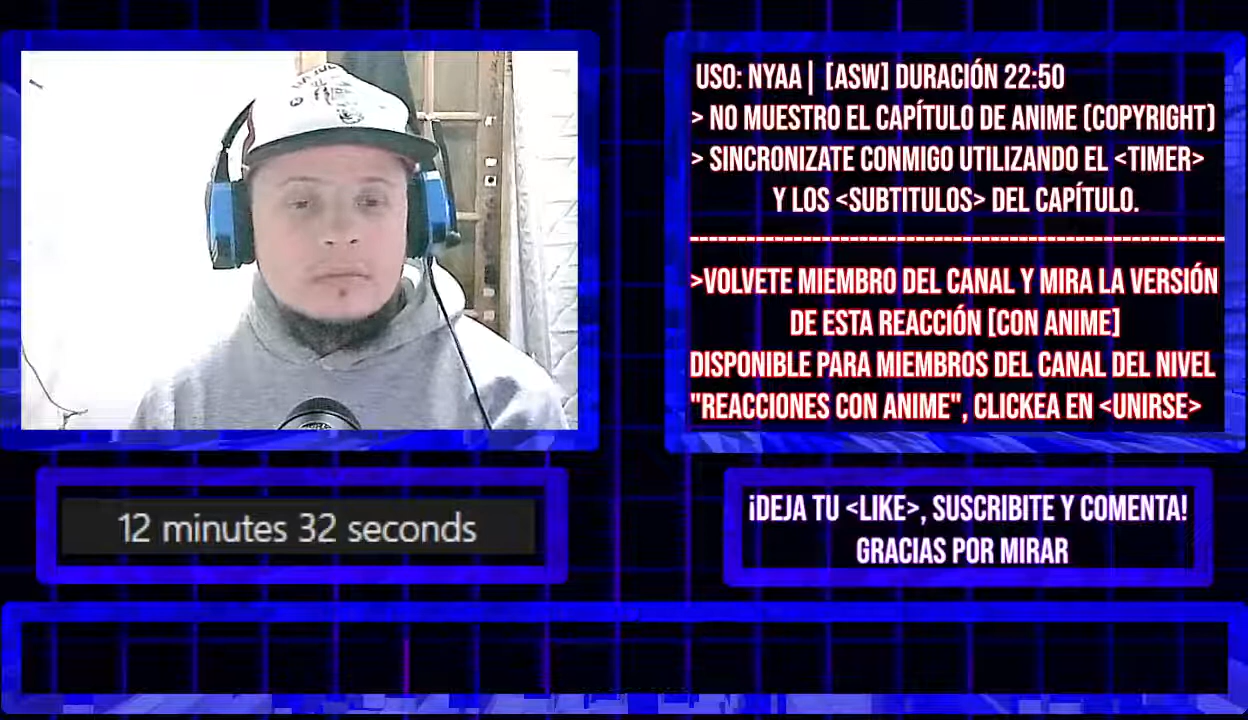 USO: NYAA| [ASW] DURACIÓN 22:50
> NO MUESTRO EL CAPÍTULO DE ANIME (COPYRIGHT)
> SINCRONIZATE CONMIGO UTILIZANDO EL <TIMER>
Y LOS <SUBTITULOS> DEL CAPÍTULO.
>VOLVETE MIEMBRO DEL CANAL Y MIRA LA VERSIÓN
DE ESTA REACCIÓN [CON ANIME]
DISPONIBLE PARA MIEMBROS DEL CANAL DEL NIVEL
"REACCIONES CON ANIME", CLICKEA EN <UNIRSE>
12 minutes 32 seconds
¡DEJA TU <LIKE>, SUSCRIBITE Y COMENTA!
GRACIAS POR MIRAR